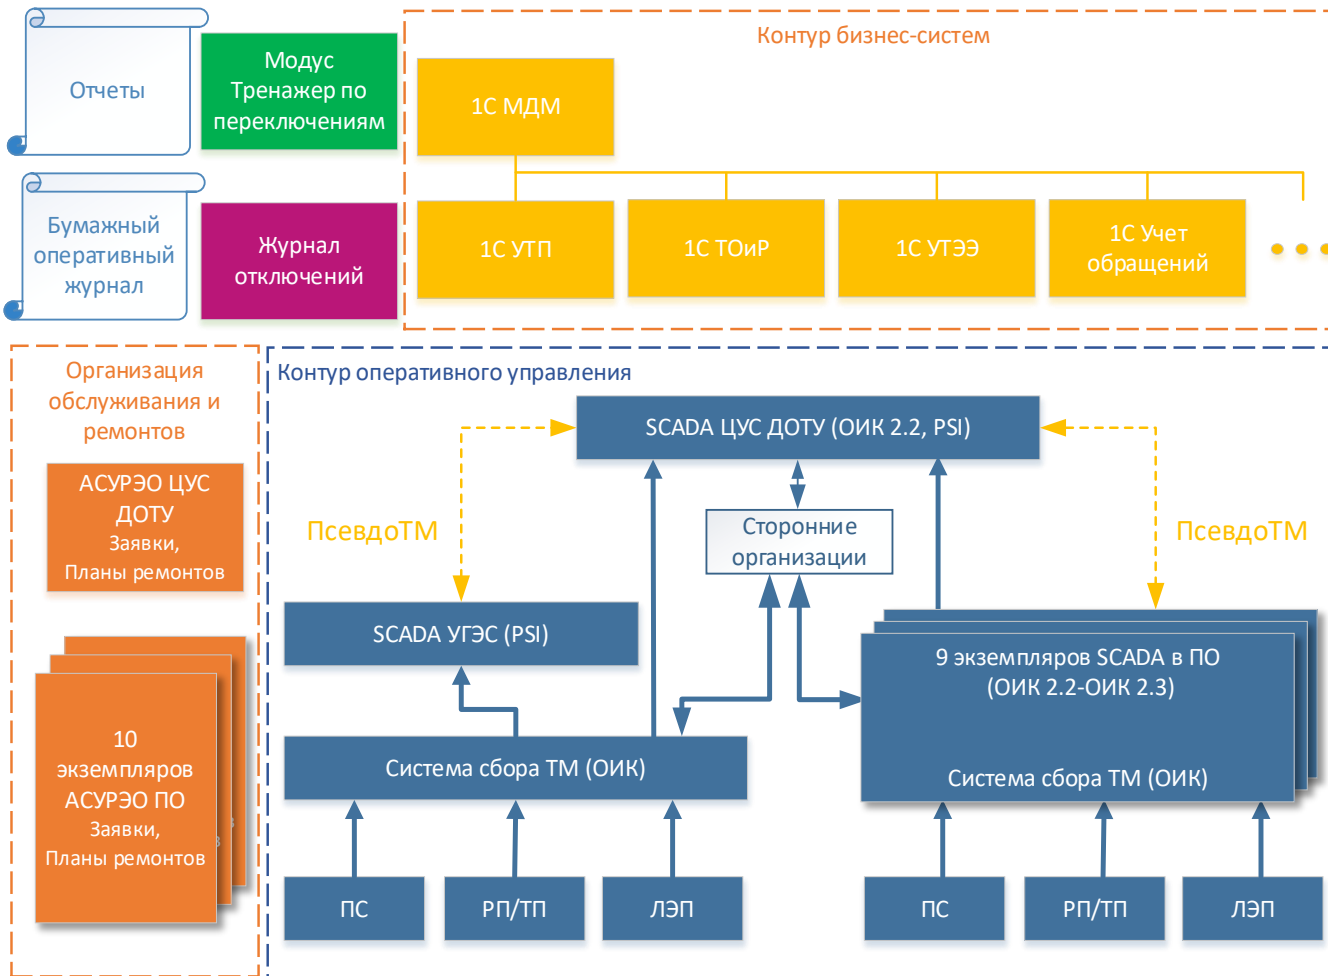 Отчеты
Модус
Тренажер по
переключениям
Бумажный
оперативный
журнал
Журнал
отключений
Контур бизнес-систем
1С МДМ
1С УТП
1С ТОиР
1С УТЭЭ
1С Учет
обращений
Организация
обслуживания и
ремонтов
АСУРЭО ЦУС
ДОТУ
Заявки,
Планы ремонтов
10
экземпляров
АСУРЭО ПО
Заявки,
Планы ремонтов
Контур оперативного управления
SCADA ЦУС ДОТУ (ОИК 2.2, PSI)
ПсевдоТМ
Сторонние
организации
ПсевдоТМ
SCADA УГЭС (PSI)
9 экземпляров SCADA в ПО
(ОИК 2.2-ОИК 2.3)
Система сбора ТМ (ОИК)
Система сбора ТМ (ОИК)
ПС
РП/ТП
ЛЭП
ПС
РП/ТП
ЛЭП